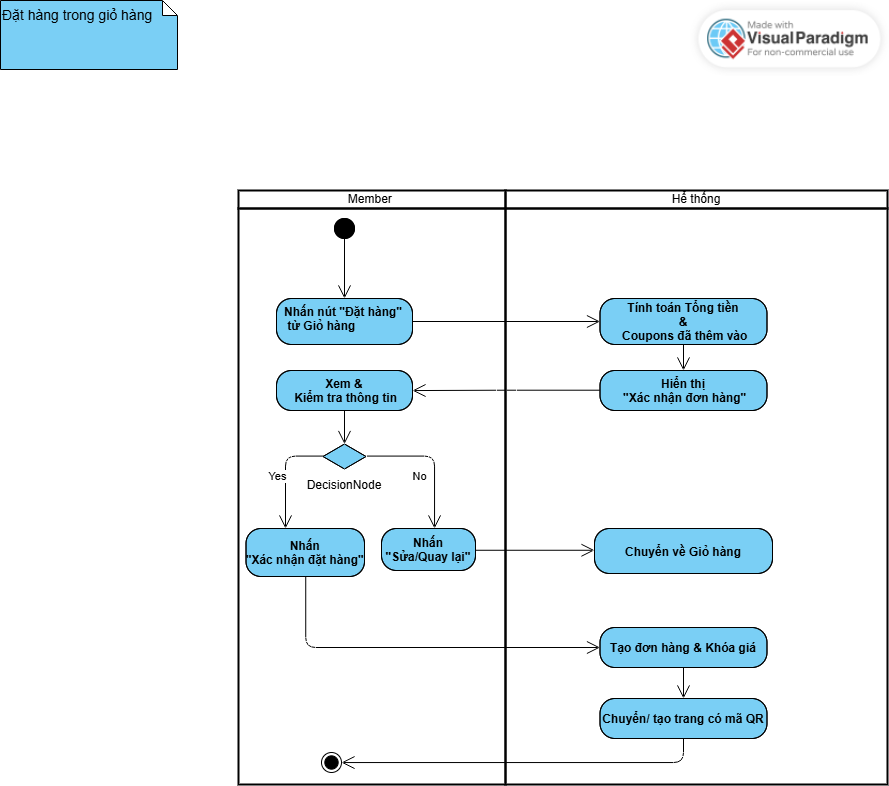 Đặt hàng trong giỏ hàng
Made with
Visual Paradigm
For non-commercial use
Member
Hể thống
Nhấn nút "Đặt hàng"
từ Giỏ hàng
Tính toán Tổng tiền
&
Coupons đã thêm vào
Xem &
Kiểm tra thông tin
Hiển thị
"Xác nhận đơn hàng"
Yes
No
DecisionNode
Nhấn
"Xác nhận đặt hàng"
Nhấn
"Sửa/Quay lại"
Chuyển về Giỏ hàng
Tạo đơn hàng & Khóa giá
Chuyển/ tạo trang có mã QR